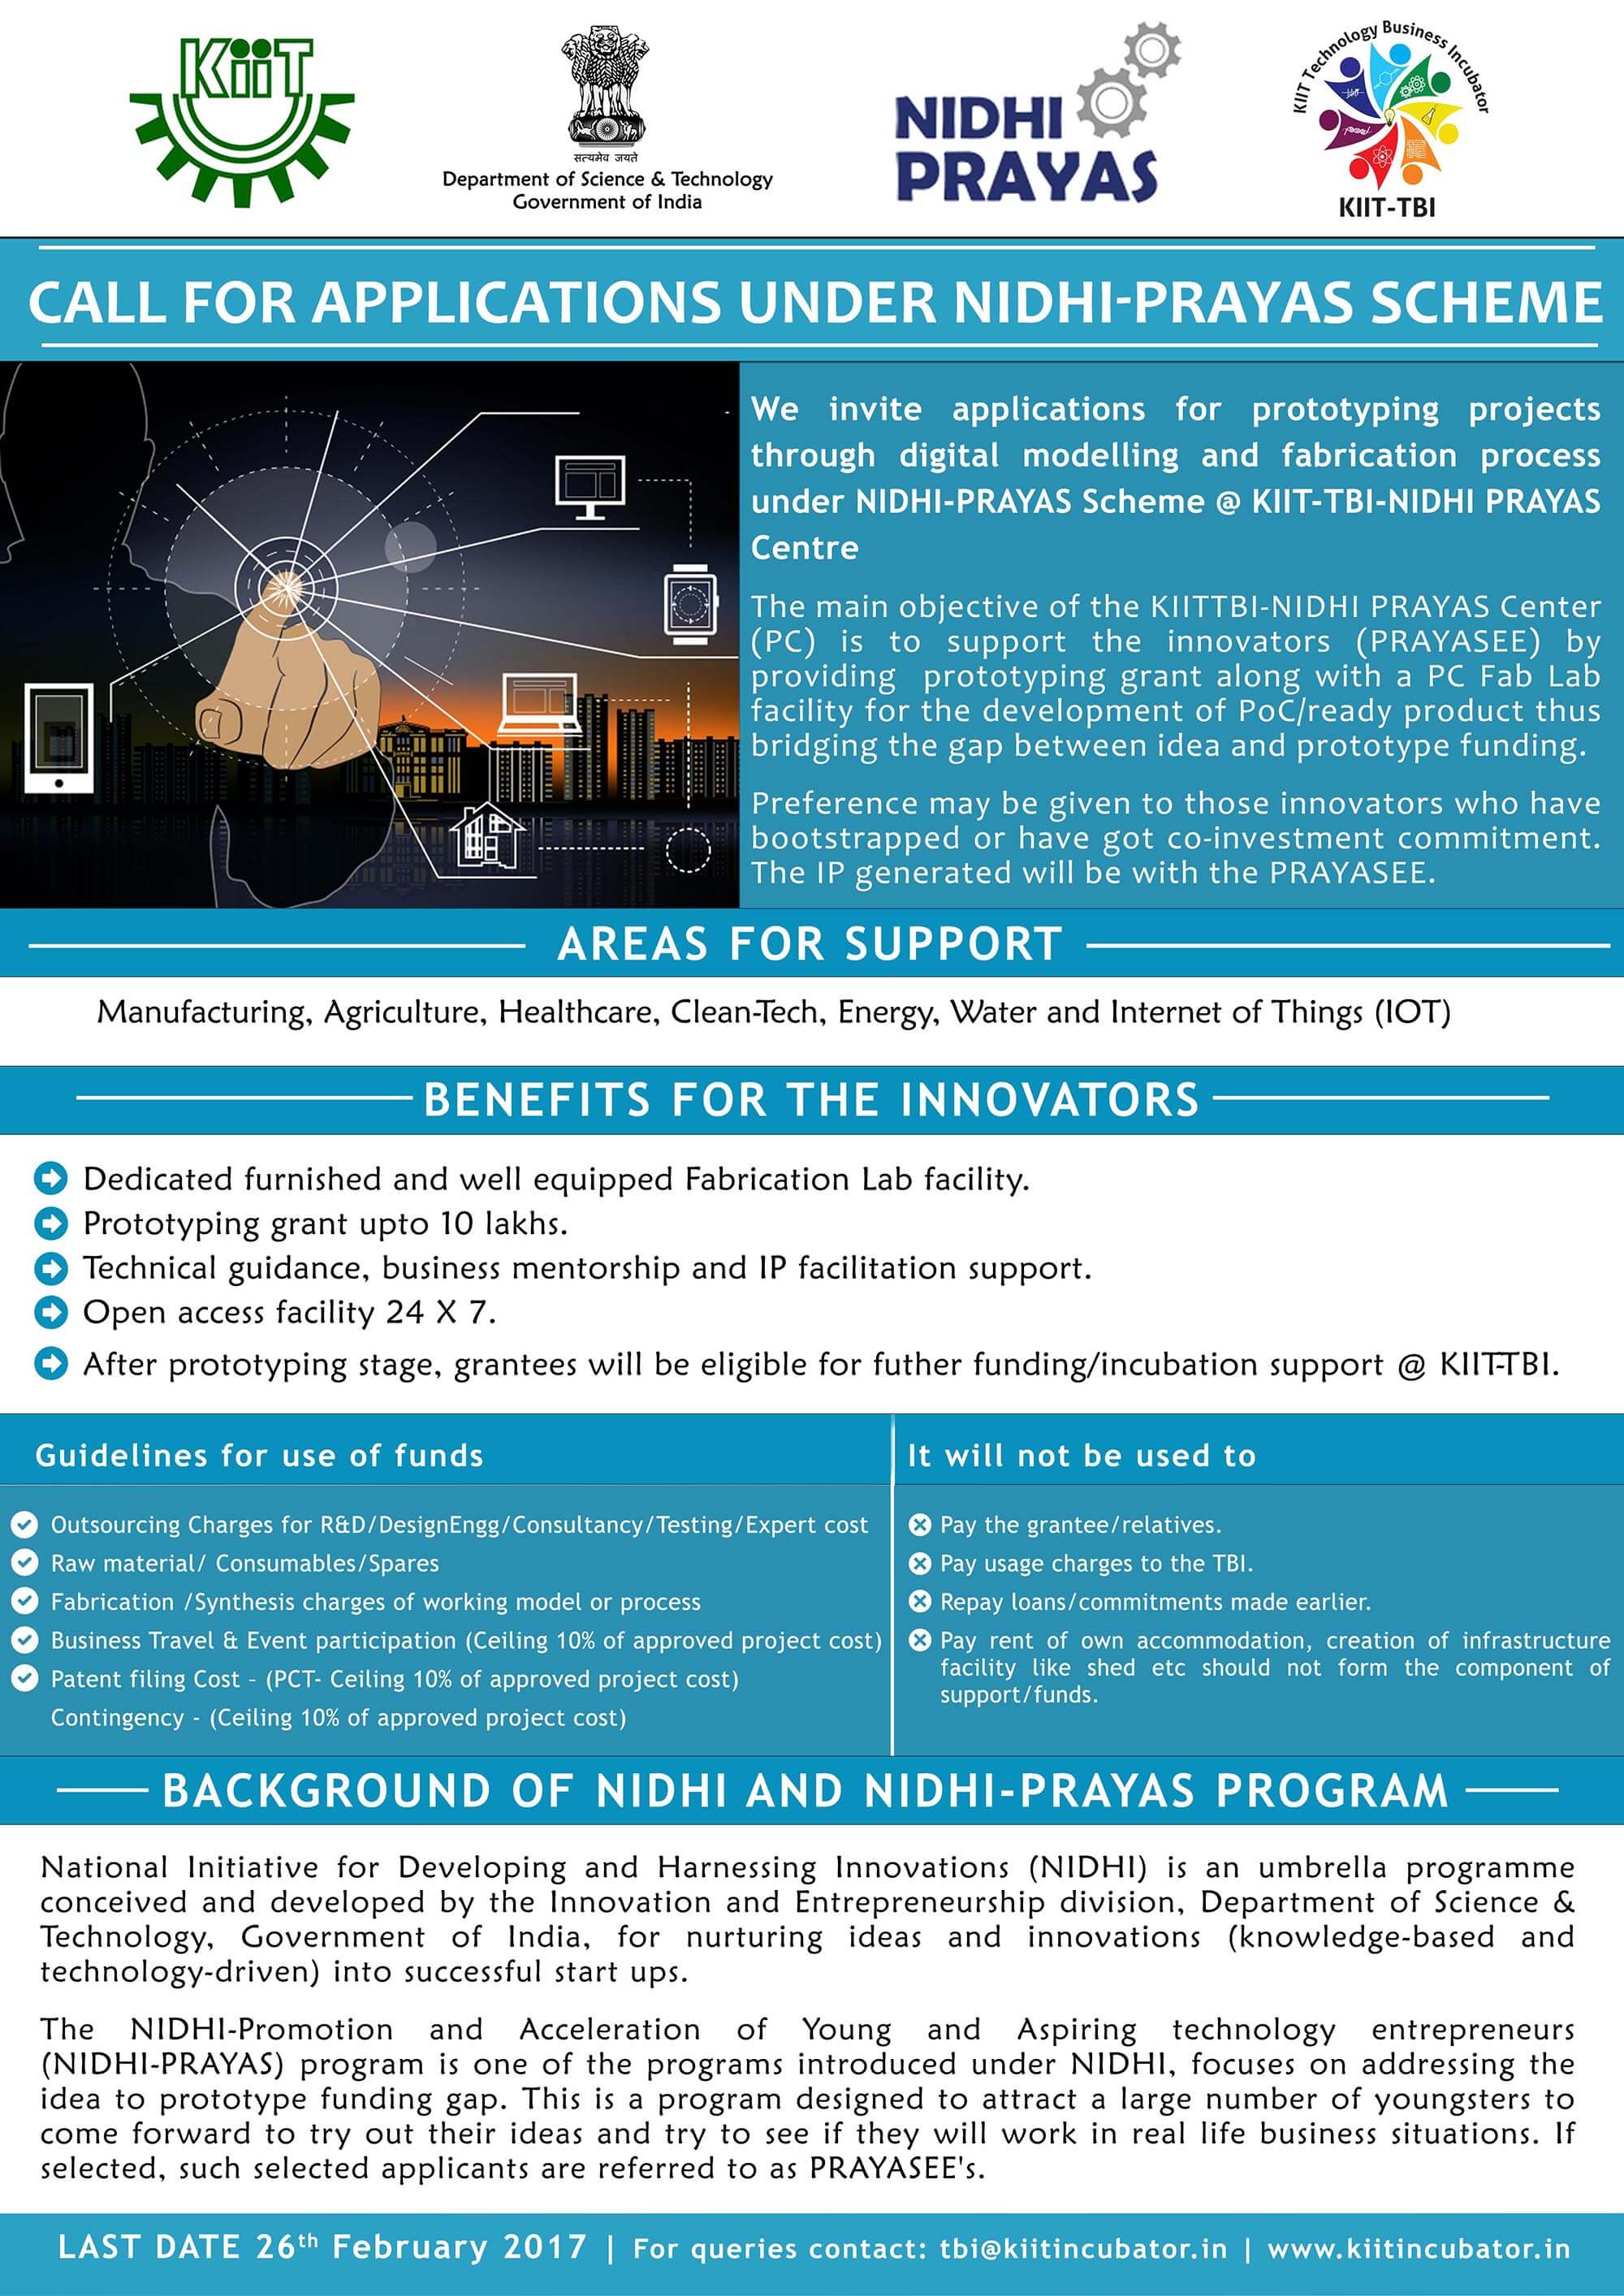 KiiT
सत्यमेव जयते
Department of Science & Technology
Government of India
NIDHI
PRAYAS
KIIT Technology Business Incubator
KIIT-TBI
CALL FOR APPLICATIONS UNDER NIDHI-PRAYAS SCHEME
We invite applications for prototyping projects
through digital modelling and fabrication process
under NIDHI-PRAYAS Scheme @ KIIT-TBI-NIDHI PRAYAS
Centre
The main objective of the KIITTBI-NIDHI PRAYAS Center
(PC) is to support the innovators (PRAYASEE) by
providing prototyping grant along with a PC Fab Lab
facility for the development of PoC/ready product thus
bridging the gap between idea and prototype funding.
Preference may be given to those innovators who have
bootstrapped or have got co-investment commitment.
The IP generated will be with the PRAYASEE.
AREAS FOR SUPPORT
Manufacturing, Agriculture, Healthcare, Clean-Tech, Energy, Water and Internet of Things (IOT)
BENEFITS FOR THE INNOVATORS
Dedicated furnished and well equipped Fabrication Lab facility.
Prototyping grant upto 10 lakhs.
Technical guidance, business mentorship and IP facilitation support.
Open access facility 24 X 7.
After prototyping stage, grantees will be eligible for futher funding/incubation support @ KIIT-TBI.
Guidelines for use of funds
Outsourcing Charges for R&D/DesignEngg/Consultancy/Testing/Expert cost
Raw material/ Consumables/Spares
Fabrication /Synthesis charges of working model or process
Business Travel & Event participation (Ceiling 10% of approved project cost)
Patent filing Cost - (PCT- Ceiling 10% of approved project cost)
Contingency - (Ceiling 10% of approved project cost)
It will not be used to
Pay the grantee/relatives.
Pay usage charges to the TBI.
Repay loans/commitments made earlier.
Pay rent of own accommodation, creation of infrastructure
facility like shed etc should not form the component of
support/funds.
BACKGROUND OF NIDHI AND NIDHI-PRAYAS PROGRAM
National Initiative for Developing and Harnessing Innovations (NIDHI) is an umbrella programme
conceived and developed by the Innovation and Entrepreneurship division, Department of Science &
Technology, Government of India, for nurturing ideas and innovations (knowledge-based and
technology-driven) into successful start ups.
The NIDHI-Promotion and Acceleration of Young and Aspiring technology entrepreneurs
(NIDHI-PRAYAS) program is one of the programs introduced under NIDHI, focuses on addressing the
idea to prototype funding gap. This is a program designed to attract a large number of youngsters to
come forward to try out their ideas and try to see if they will work in real life business situations. If
selected, such selected applicants are referred to as PRAYASEE's.
LAST DATE 26th February 2017 | For queries contact: tbi@kiitincubator.in | www.kiitincubator.in